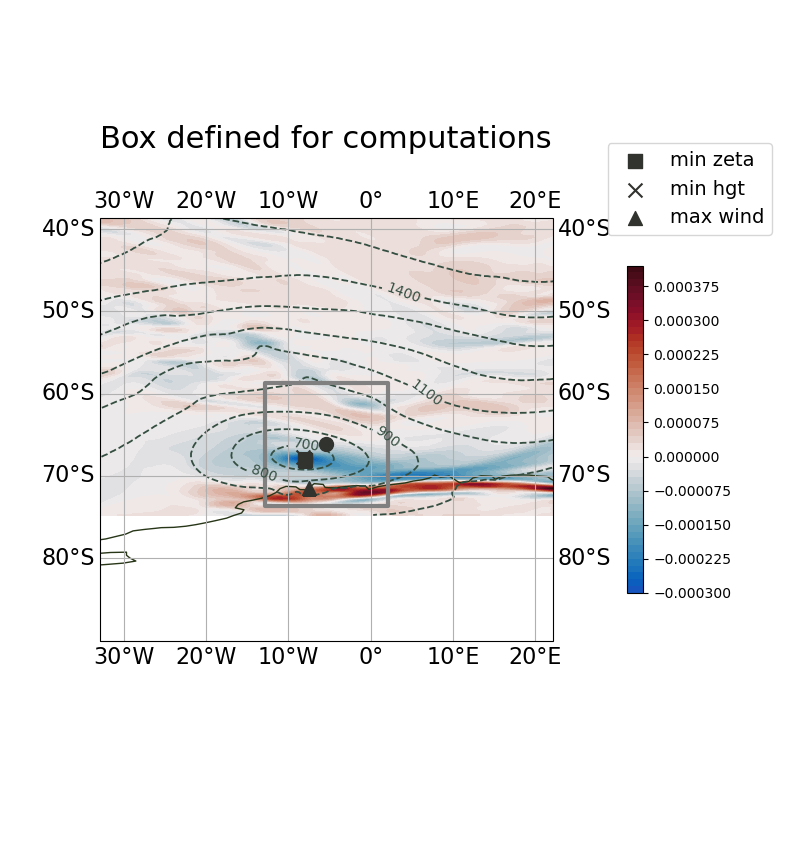 Box defined for computations
min zeta
min hgt
max wind
30°W 20°W 10°W 0° 10°E 20°E
40°S 40°S
1400
50°S 50°S
60°S 60°S
1100
900
700
800
70°S 70°S
80°S 80°S
30°W 20°W 10°W 0° 10°E 20°E
0.000375
0.000300
0.000225
0.000150
0.000075
0.000000
−0.000075
−0.000150
−0.000225
−0.000300